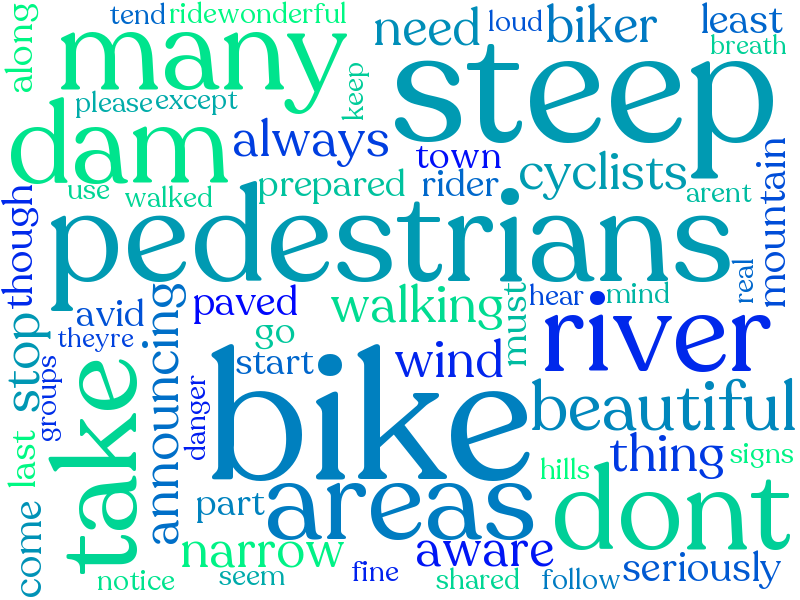 along
tend
ridewonderful
many
need
loud
biker
least
breath
steep
please
except
keep
dam
always
town
cyclists
use
walked
prepared
rider
arent
mountain
though
pedestrians
real
avid
announcing
paved
walking
must
hear
mind
theyre
go
start
wind
river
stop
groups
take
danger
bike
beautiful
thing
signs
last
hills
come
part
areas
dont
narrow
aware
notice
seem
fine
shared
follow
seriously